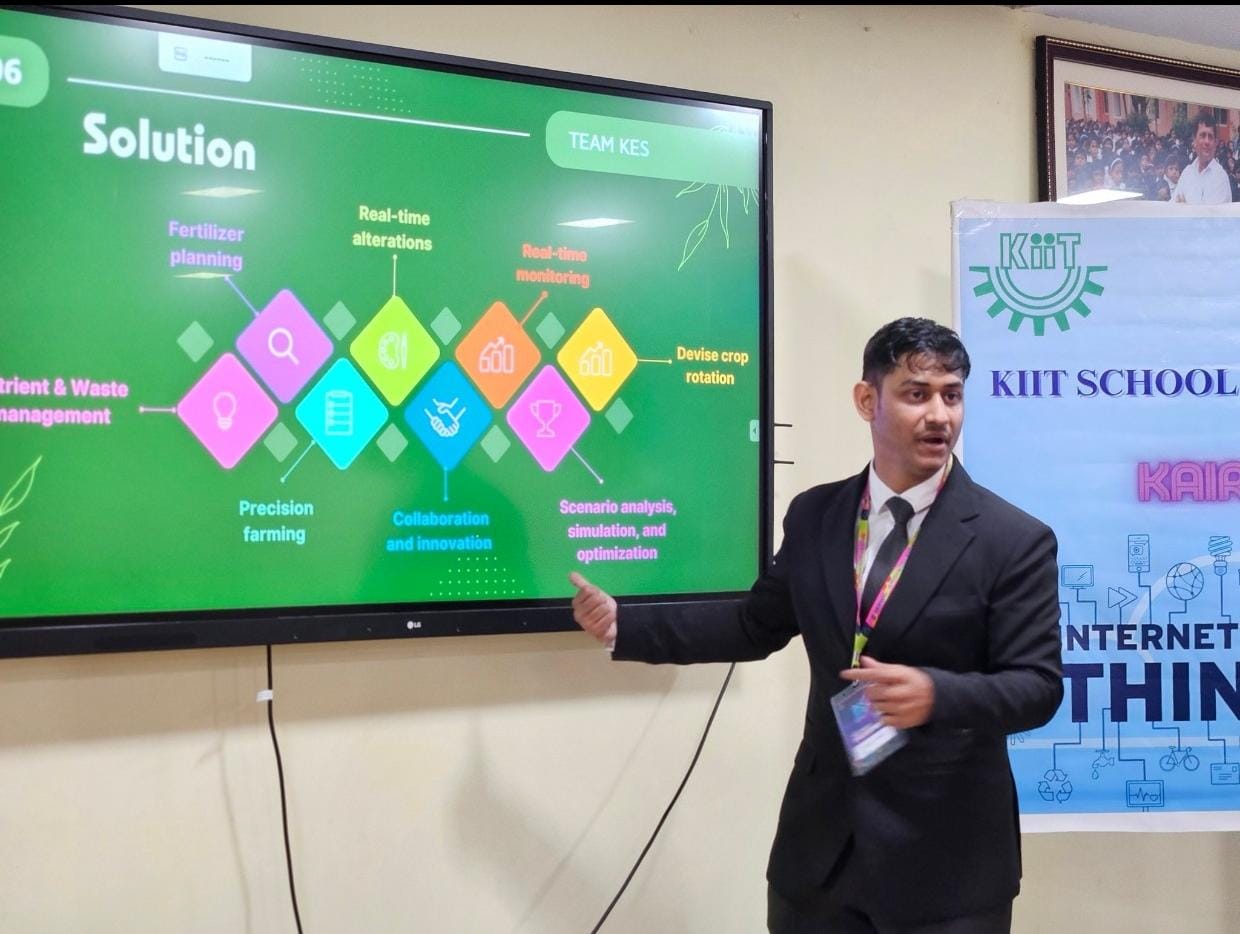 06
Solution
TEAM KES
Fertilizer
planning
Real-time
alterations
Real-time
monitoring
Devise crop
rotation
trient & Waste
management
Precision
farming
Collaboration
and innovation
Scenario analysis,
simulation, and
optimization
LG
KiiT
KIIT SCHOOL
KAIR
INTERNET
THIN